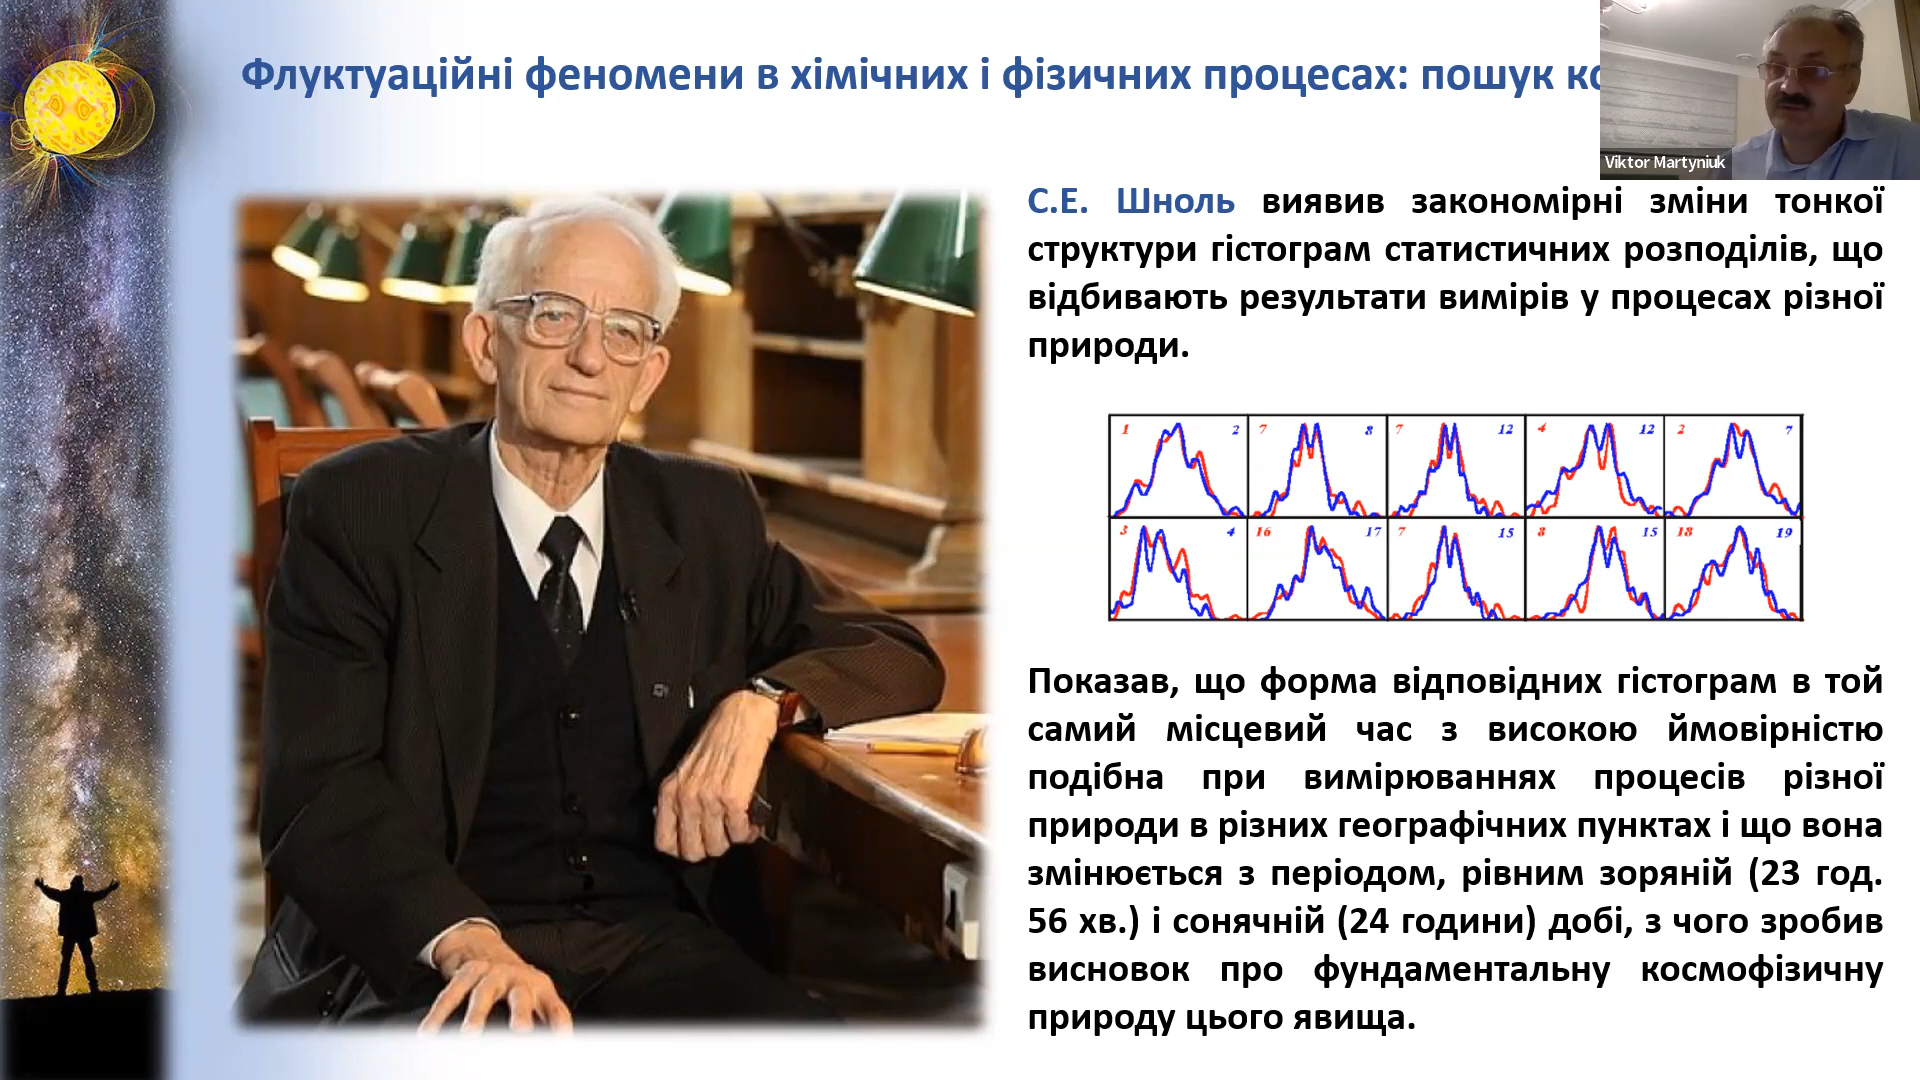 Флуктуаційні феномени в хімічних і фізичних процесах: пошук
Viktor Martyniuk
С.Е. Шноль виявив закономірні зміни тонкої
структури гістограм статистичних розподілів, що
відбивають результати вимірів у процесах різної
природи.
1 2 7 8 7 12 4 12 2 7
3 4 16 17 7 15 8 15 18 19
Показав, що форма відповідних гістограм в той
самий місцевий час з високою ймовірністю
подібна при вимірюваннях процесів різної
природи в різних географічних пунктах і що вона
змінюється з періодом, рівним зоряній (23 год.
56 хв.) і сонячній (24 години) добі, з чого зробив
висновок про фундаментальну космофізичну
природу цього явища.